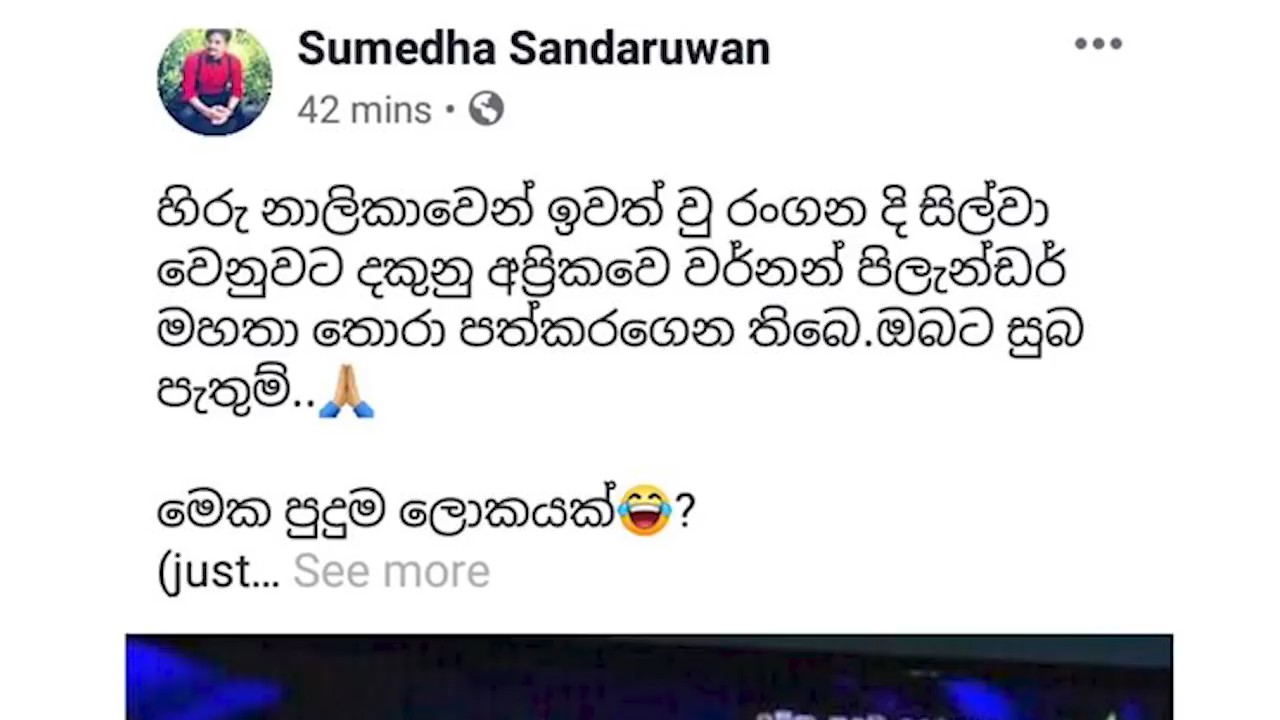 Sumedha Sandaruwan
42 mins •
හිරු නාලිකාවෙන් ඉවත් වු රංගන දි සිල්වා
වෙනුවට දකුනු අප්‍රිකවෙ වර්නන් පිලැන්ඩර්
මහතා තොරා පත්කරගෙන තිබෙ.ඔබට සුබ
පැතුම්..🙏🏽
මෙක පුදුම ලොකයක්😂?
(just... See more